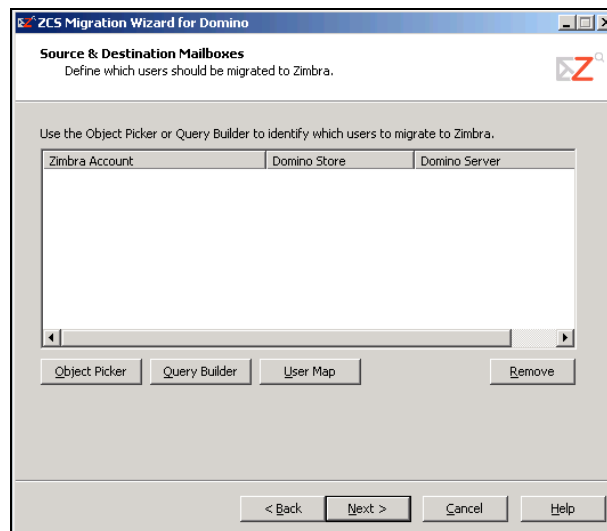 ZCS Migration Wizard for Domino
Source & Destination Mailboxes
Define which users should be migrated to Zimbra.
Use the Object Picker or Query Builder to identify which users to migrate to Zimbra.
Zimbra Account Domino Store Domino Server
Object Picker Query Builder User Map Remove
< Back Next > Cancel Help